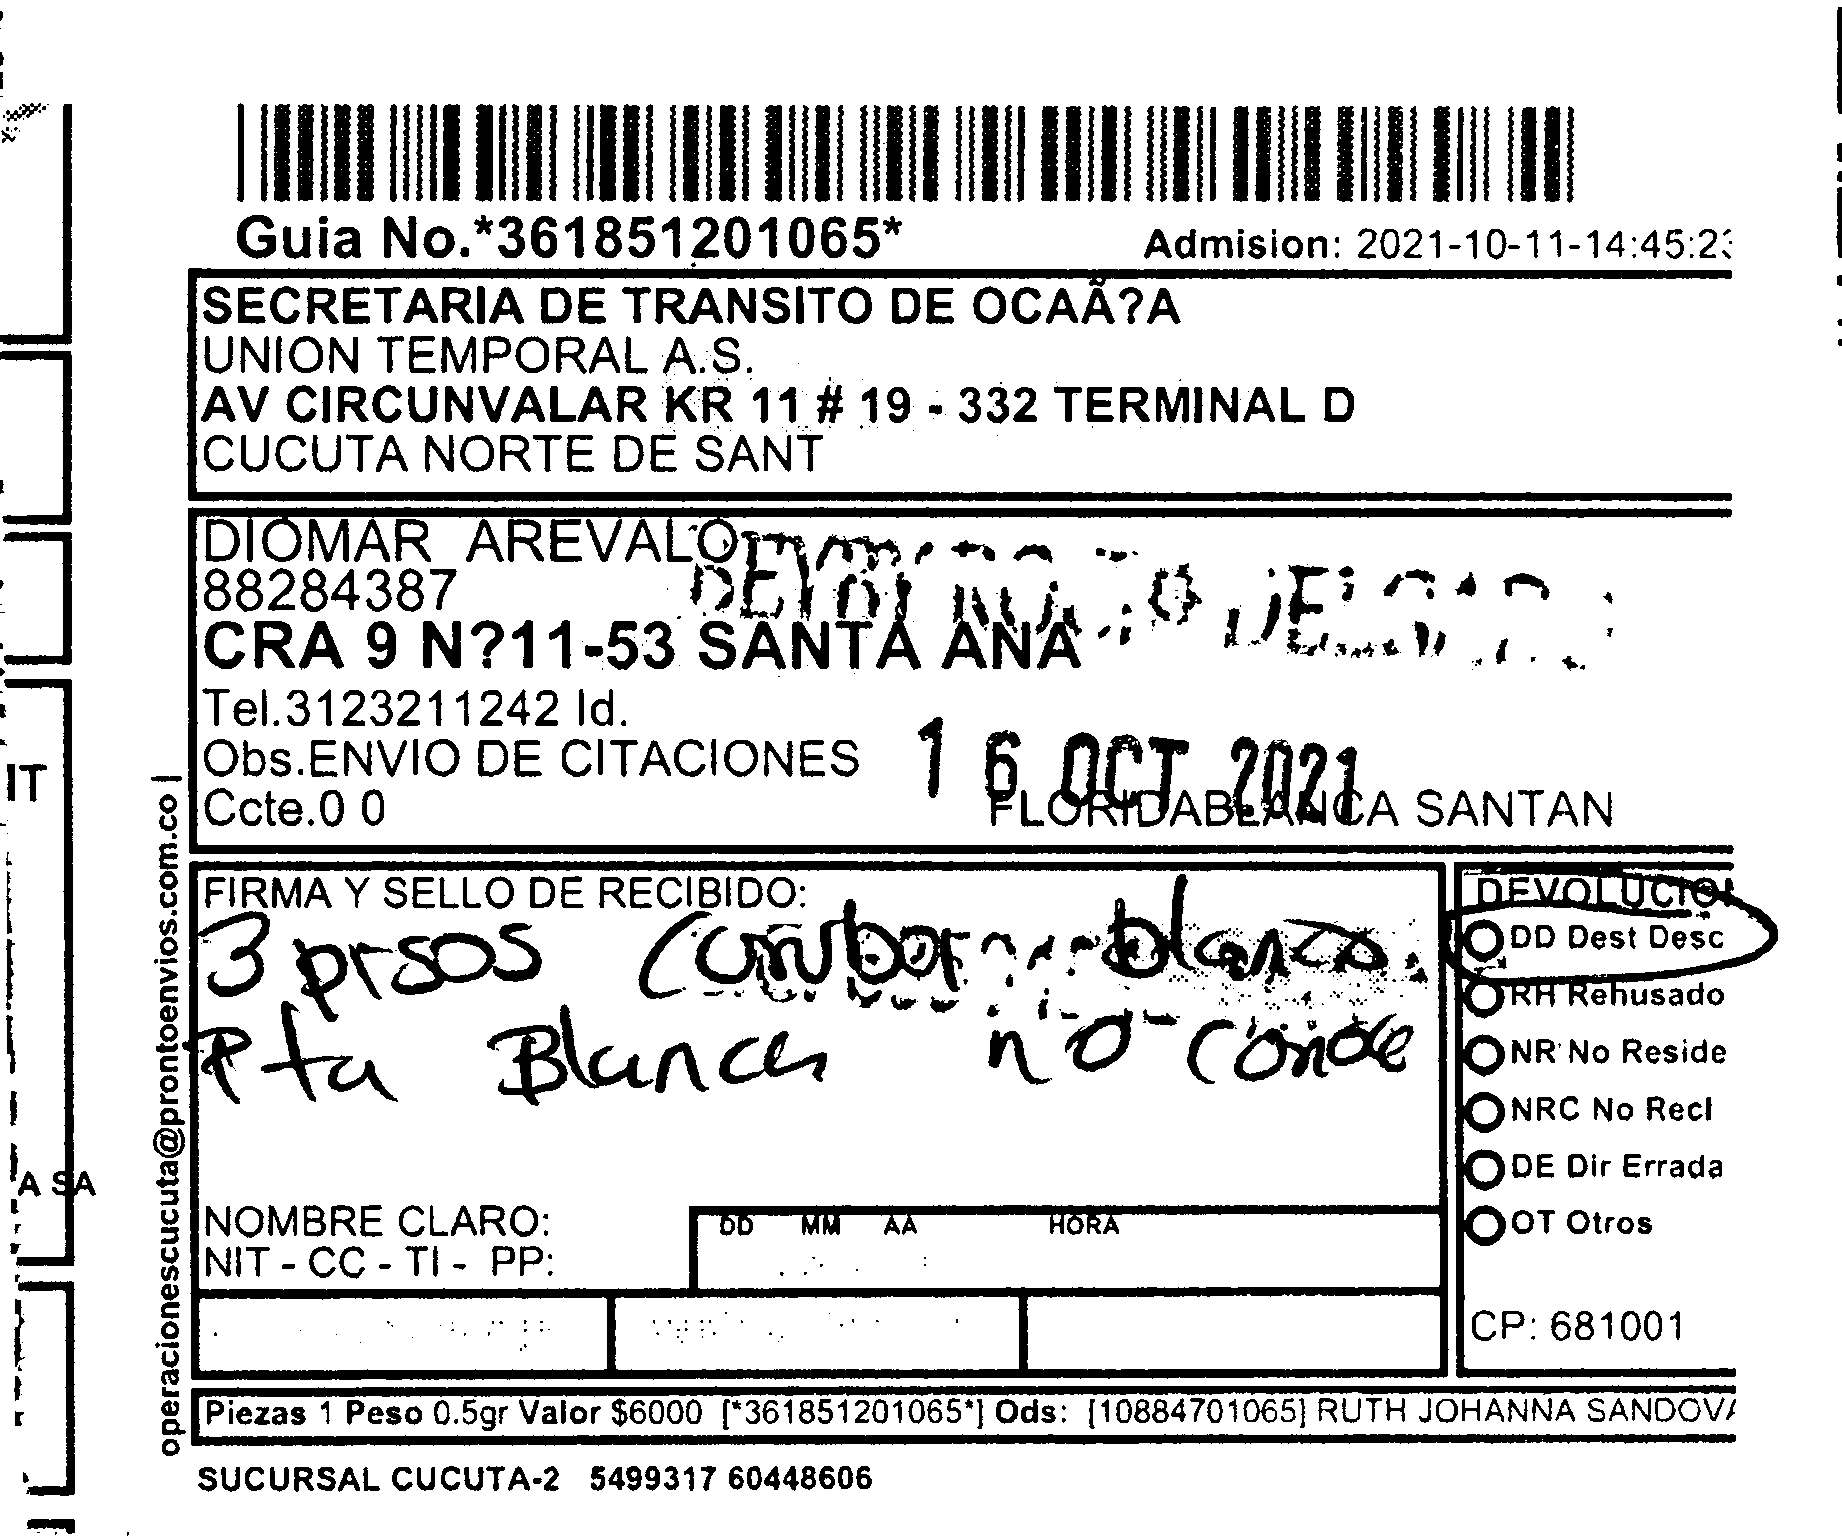 Guia No.*361851201065*
Admision: 2021-10-11-14:45:23
SECRETARIA DE TRANSITO DE OCAÃ?A
UNION TEMPORAL A.S.
AV CIRCUNVALAR KR 11 # 19 - 332 TERMINAL D
CUCUTA NORTE DE SANT
DIOMAR AREVALO
88284387
CRA 9 N?11-53 SANTA ANA
Tel.3123211242 Id.
Obs.ENVIO DE CITACIONES
16 OCT 2021
Ccte.0 0
FLORIDABLANCA SANTAN
FIRMA Y SELLO DE RECIBIDO:
3 pisos blanco
Pta Blanca no conoce
NOMBRE CLARO:
NIT - CC - TI - PP:
DD MM AA HORA
DEVOLUCION
DD Dest Desc
RH Rehusado
NR No Reside
NRC No Recl
DE Dir Errada
OT Otros
CP: 681001
Piezas 1 Peso 0.5gr Valor $6000 [*361851201065*] Ods: [10884701065] RUTH JOHANNA SANDOVA
SUCURSAL CUCUTA-2 5499317 60448606
operacionescucuta@prontoenvios.com.co |
IT
A SA